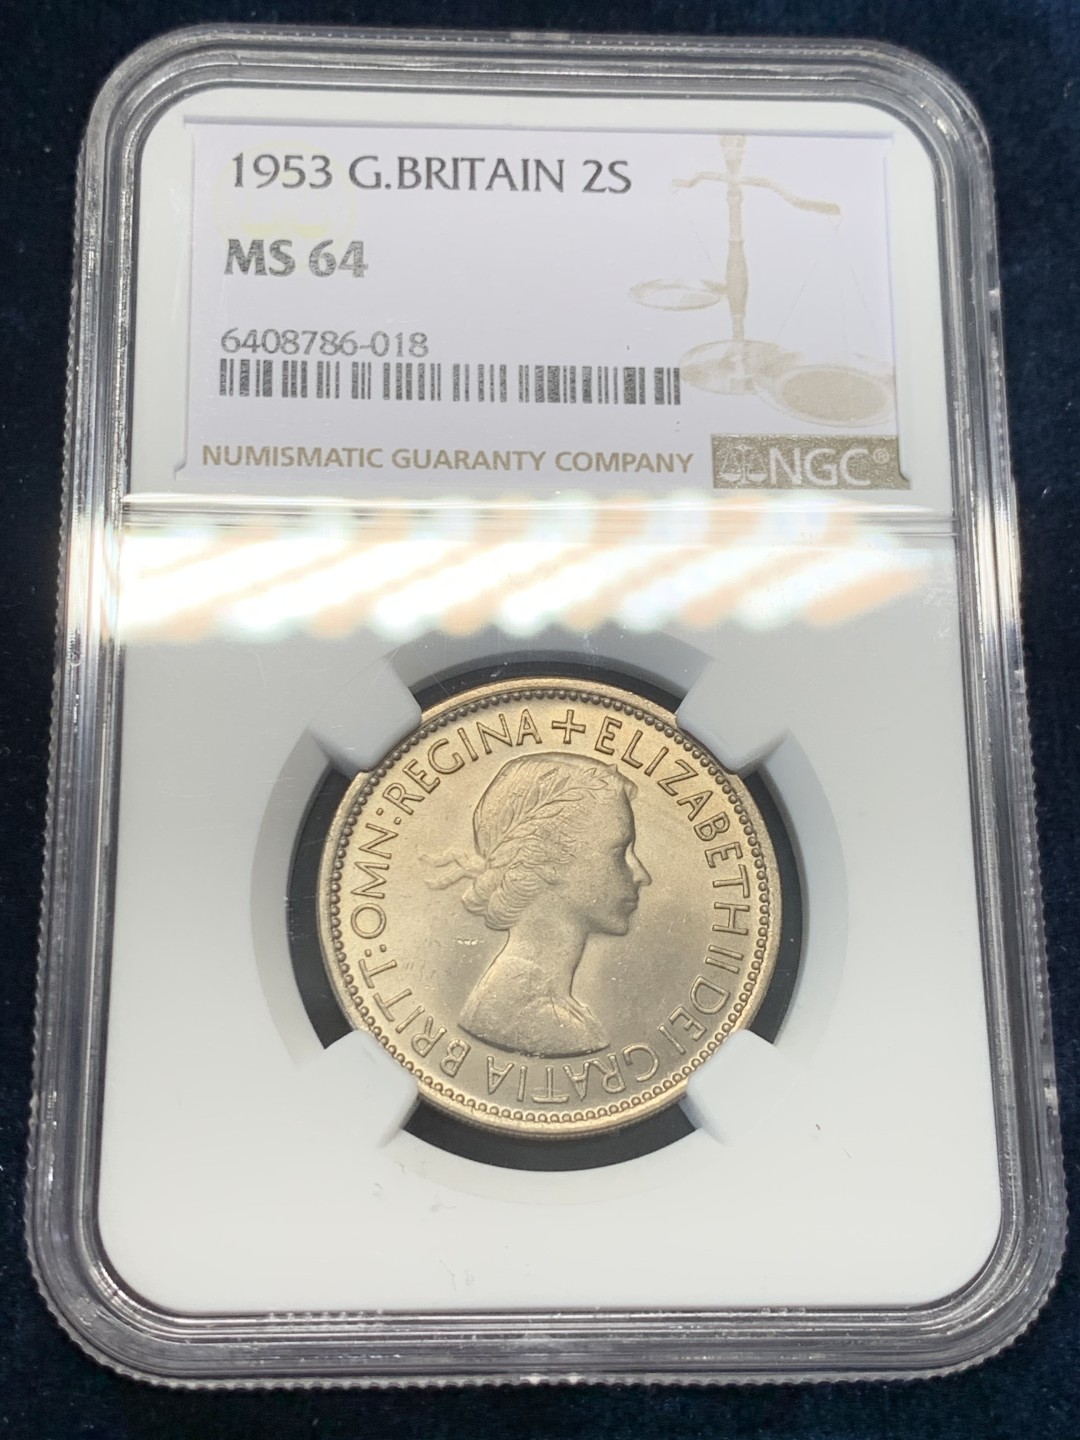 1953 G.BRITAIN 2S
MS 64
6408786-018
NUMISMATIC GUARANTY COMPANY
NGC®
+ ELIZABETH II DEI GRATIA BRITT:OMN:REGINA